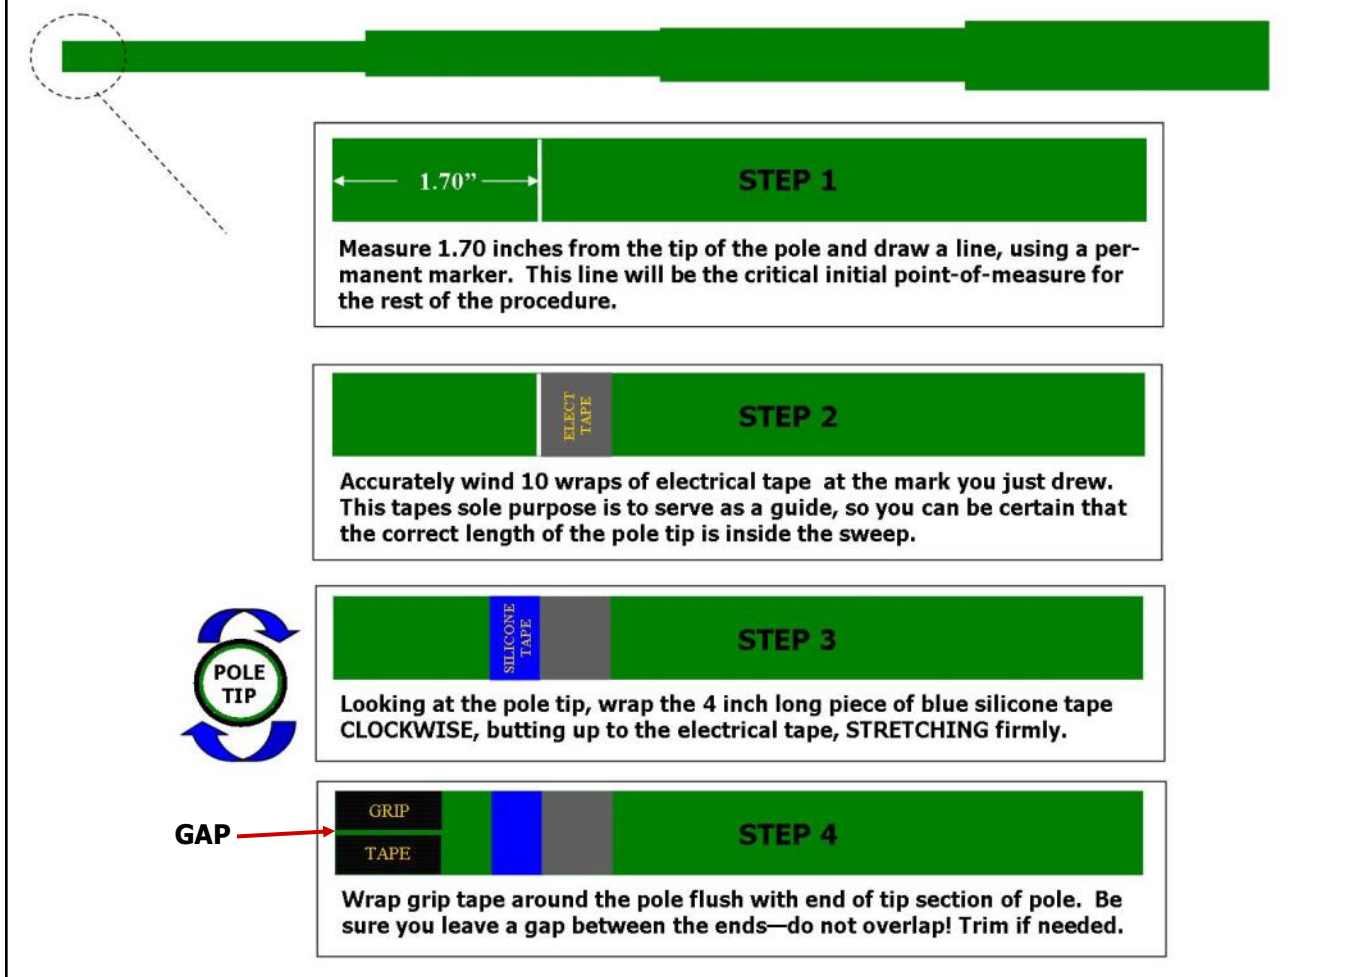 1.70”
STEP 1
Measure 1.70 inches from the tip of the pole and draw a line, using a per-
manent marker.  This line will be the critical initial point-of-measure for
the rest of the procedure.
ELECT
TAPE
STEP 2
Accurately wind 10 wraps of electrical tape  at the mark you just drew.
This tapes sole purpose is to serve as a guide, so you can be certain that
the correct length of the pole tip is inside the sweep.
POLE
TIP
SILICONE
TAPE
STEP 3
Looking at the pole tip, wrap the 4 inch long piece of blue silicone tape
CLOCKWISE, butting up to the electrical tape, STRETCHING firmly.
GAP
GRIP
TAPE
STEP 4
Wrap grip tape around the pole flush with end of tip section of pole.  Be
sure you leave a gap between the ends—do not overlap! Trim if needed.